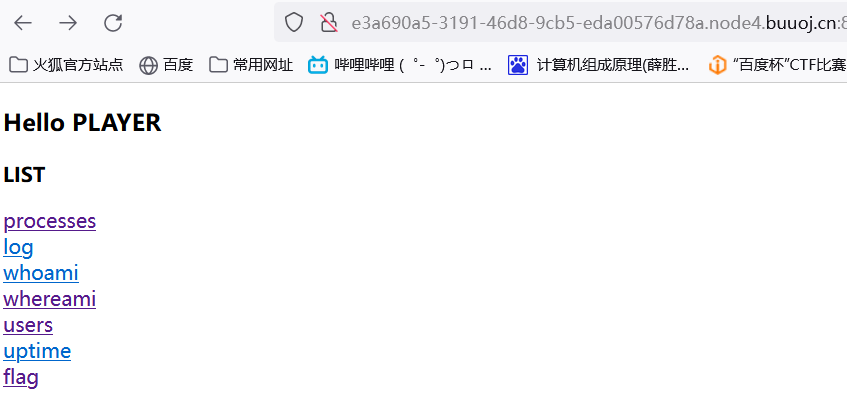 e3a690a5-3191-46d8-9cb5-eda00576d78a.node4.buuoj.cn:8
火狐官方站点 百度 常用网址 哔哩哔哩 ( ゜-゜)つロ ... 计算机组成原理(薛胜... “百度杯”CTF比赛
Hello PLAYER
LIST
processes
log
whoami
whereami
users
uptime
flag